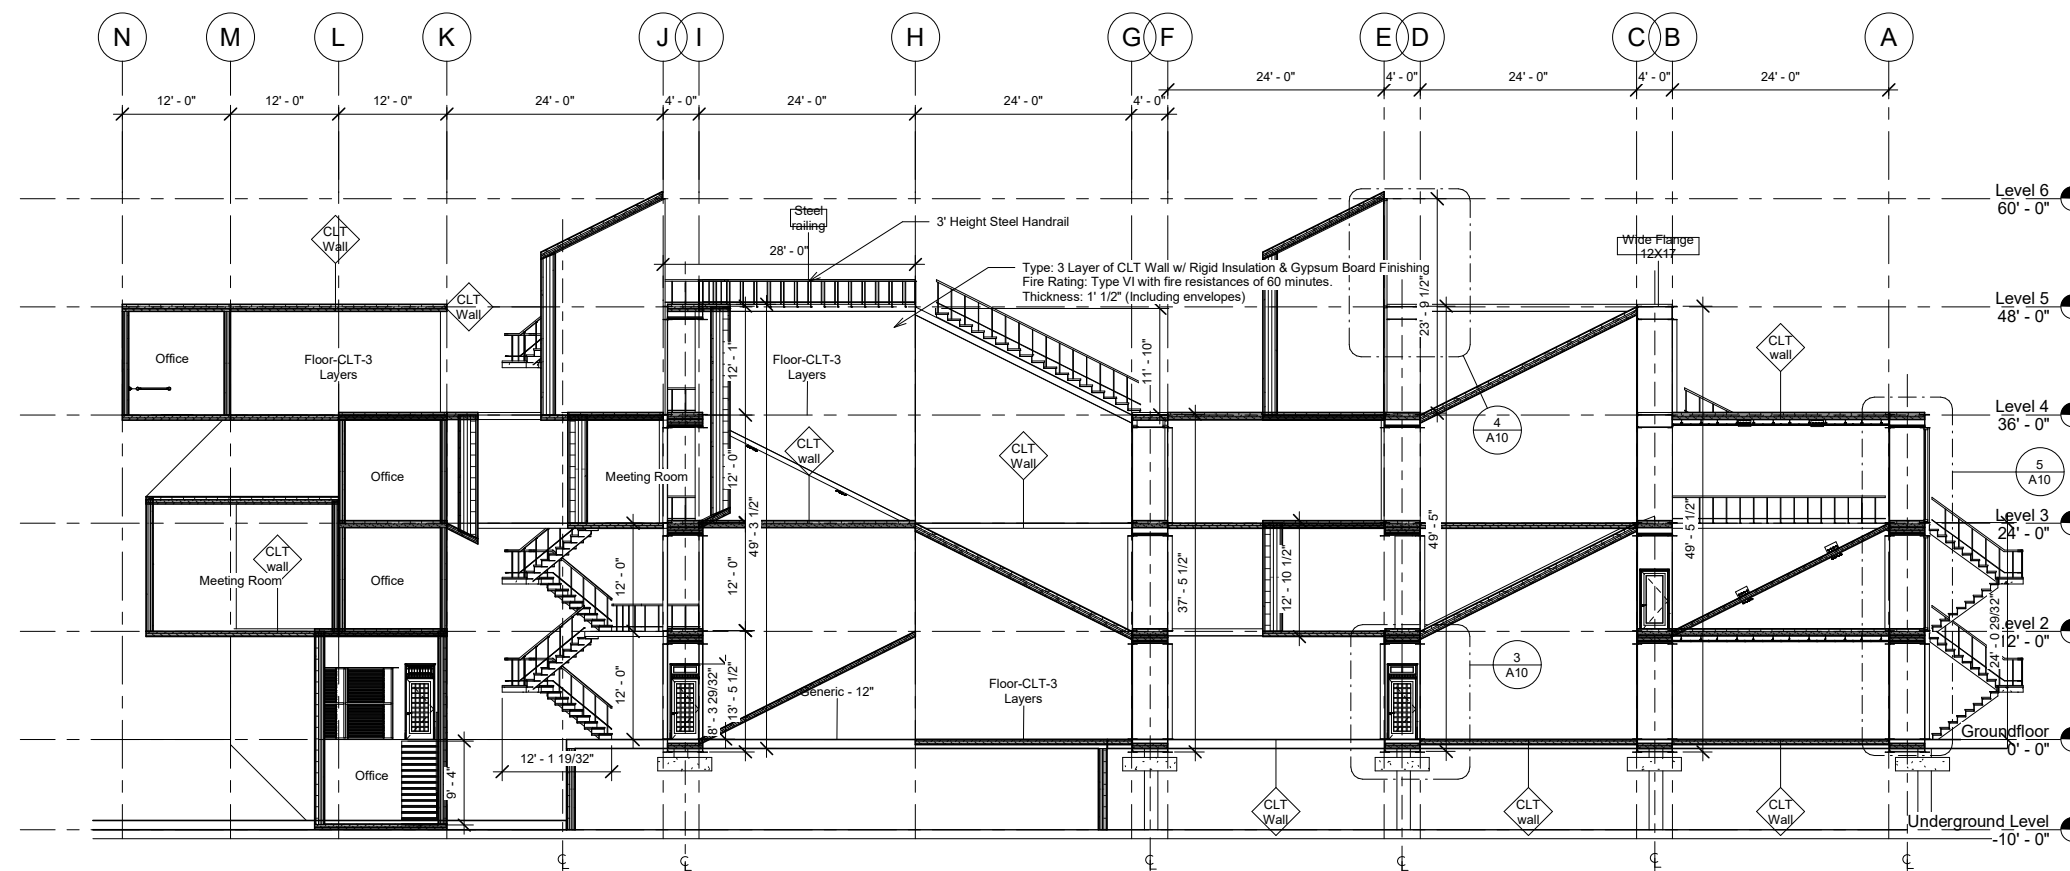 N M L K J I H G F E D C B A
24' - 0" 4' - 0" 24' - 0" 4' - 0" 24' - 0"
12' - 0" 12' - 0" 12' - 0" 24' - 0" 4' - 0" 24' - 0" 24' - 0" 4' - 0"
Level 6
60' - 0"
Steel
railing
3' Height Steel Handrail
CLT
Wall
Wide Flange
12X17
28' - 0"
Type: 3 Layer of CLT Wall w/ Rigid Insulation & Gypsum Board Finishing
Fire Rating: Type VI with fire resistances of 60 minutes.
Thickness: 1' 1/2" (Including envelopes)
CLT
Wall
23' - 9 1/2"
Level 5
48' - 0"
Office
Floor-CLT-3
Layers
12' - 1"
Floor-CLT-3
Layers
11' - 10"
CLT
wall
Level 4
36' - 0"
4
A10
CLT
wall
CLT
Wall
Office
Meeting Room
12' - 0"
5
A10
49' - 3 1/2"
49' - 5"
49' - 5 1/2"
Level 3
24' - 0"
CLT
wall
Meeting Room
Office
12' - 0"
12' - 0"
37' - 5 1/2"
12' - 10 1/2"
Level 2
12' - 0"
24' - 0 29/32"
3
A10
12' - 0"
8' - 3 29/32"
13' - 5 1/2"
Generic - 12"
Floor-CLT-3
Layers
Groundfloor
0' - 0"
12' - 1 19/32"
Office
9' - 4"
CLT
Wall
CLT
wall
CLT
Wall
Underground Level
-10' - 0"